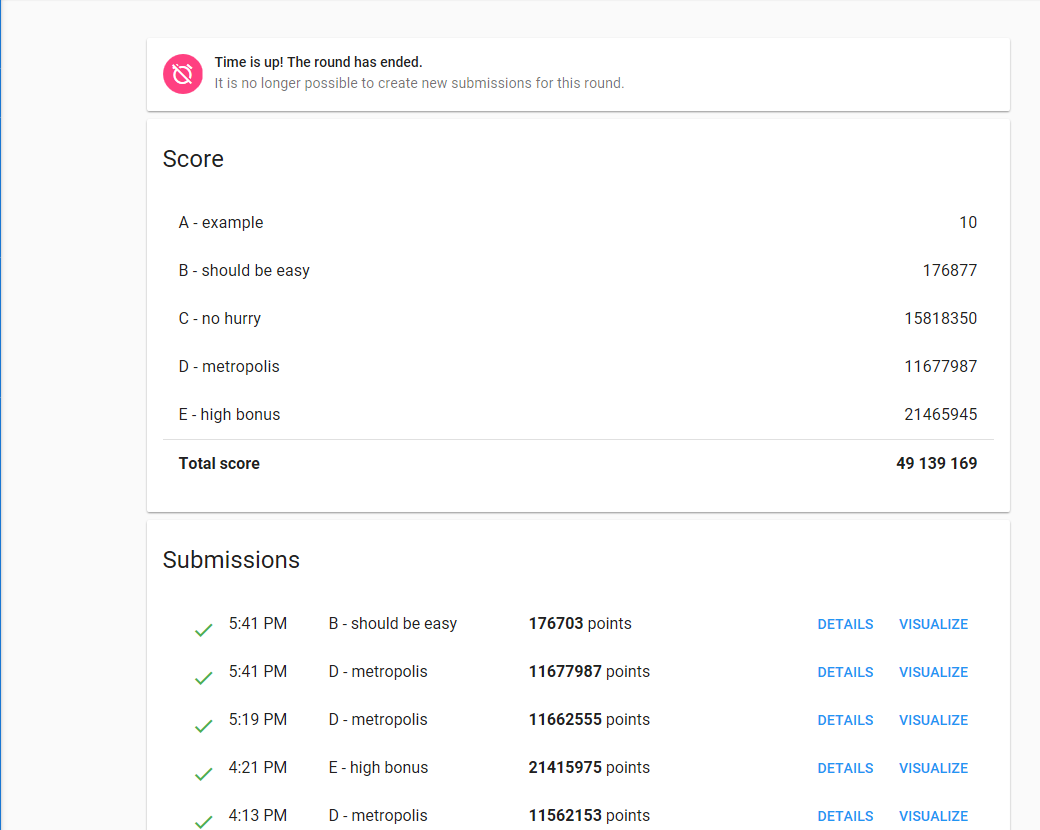 Time is up! The round has ended.
It is no longer possible to create new submissions for this round.
Score
A - example 10
B - should be easy 176877
C - no hurry 15818350
D - metropolis 11677987
E - high bonus 21465945
Total score 49 139 169
Submissions
5:41 PM B - should be easy 176703 points DETAILS VISUALIZE
5:41 PM D - metropolis 11677987 points DETAILS VISUALIZE
5:19 PM D - metropolis 11662555 points DETAILS VISUALIZE
4:21 PM E - high bonus 21415975 points DETAILS VISUALIZE
4:13 PM D - metropolis 11562153 points DETAILS VISUALIZE